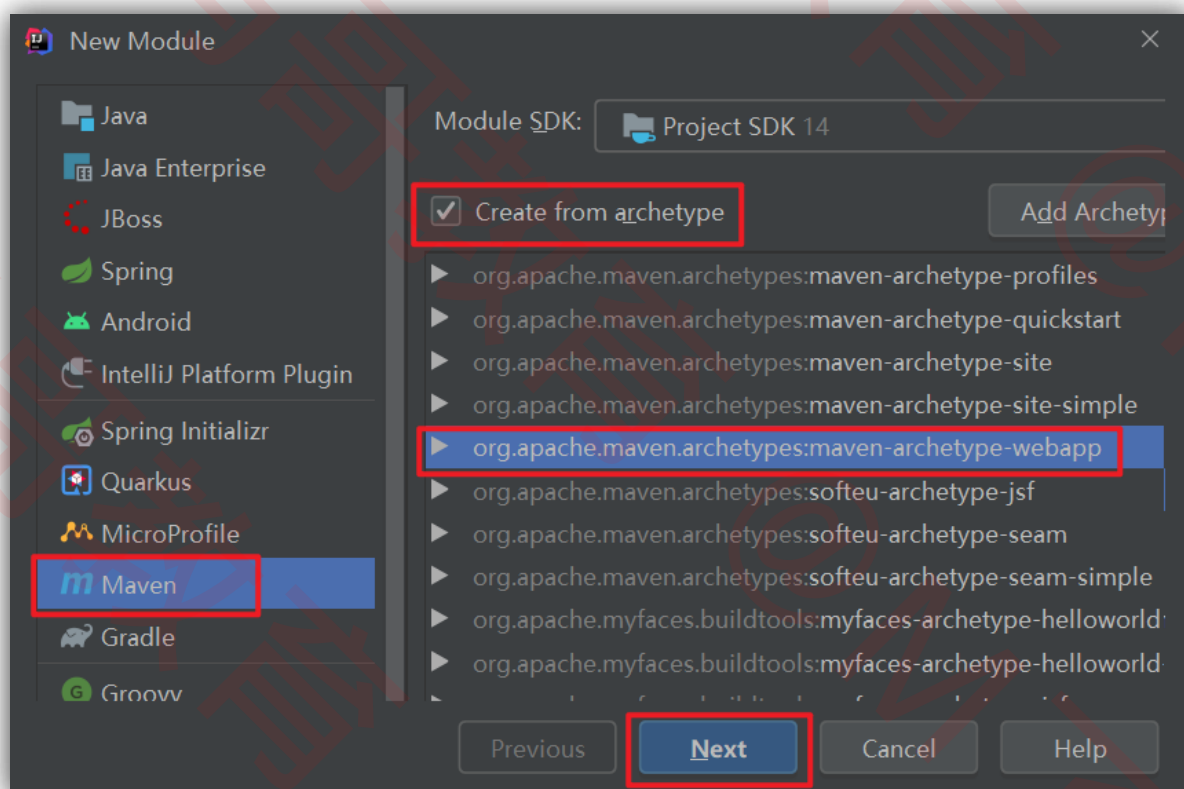 New Module
Java
Java Enterprise
JBoss
Spring
Android
IntelliJ Platform Plugin
Spring Initializr
Quarkus
MicroProfile
Maven
Gradle
Groovy
Module SDK:
Project SDK 14
Create from archetype
Add Archetyp
org.apache.maven.archetypes:maven-archetype-profiles
org.apache.maven.archetypes:maven-archetype-quickstart
org.apache.maven.archetypes:maven-archetype-site
org.apache.maven.archetypes:maven-archetype-site-simple
org.apache.maven.archetypes:maven-archetype-webapp
org.apache.maven.archetypes:softeu-archetype-jsf
org.apache.maven.archetypes:softeu-archetype-seam
org.apache.maven.archetypes:softeu-archetype-seam-simple
org.apache.myfaces.buildtools:myfaces-archetype-helloworld
org.apache.myfaces.buildtools:myfaces-archetype-helloworld-
Previous
Next
Cancel
Help